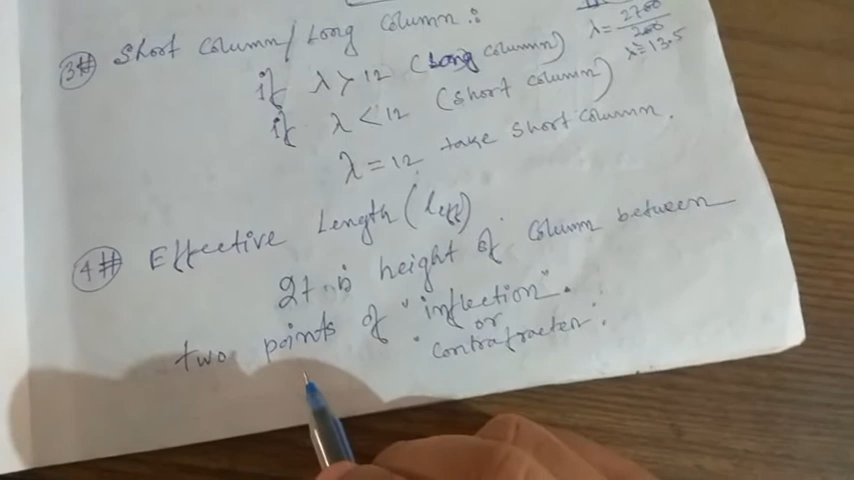 3# Short Column/Long Column:
λ = 2700/200
λ = 13.5
if λ > 12 (Long column)
if λ < 12 (Short column)
λ = 12 take Short column.
4# Effective Length (leff)
It is height of Column between
two points of "inflection".
or
contrafracter.